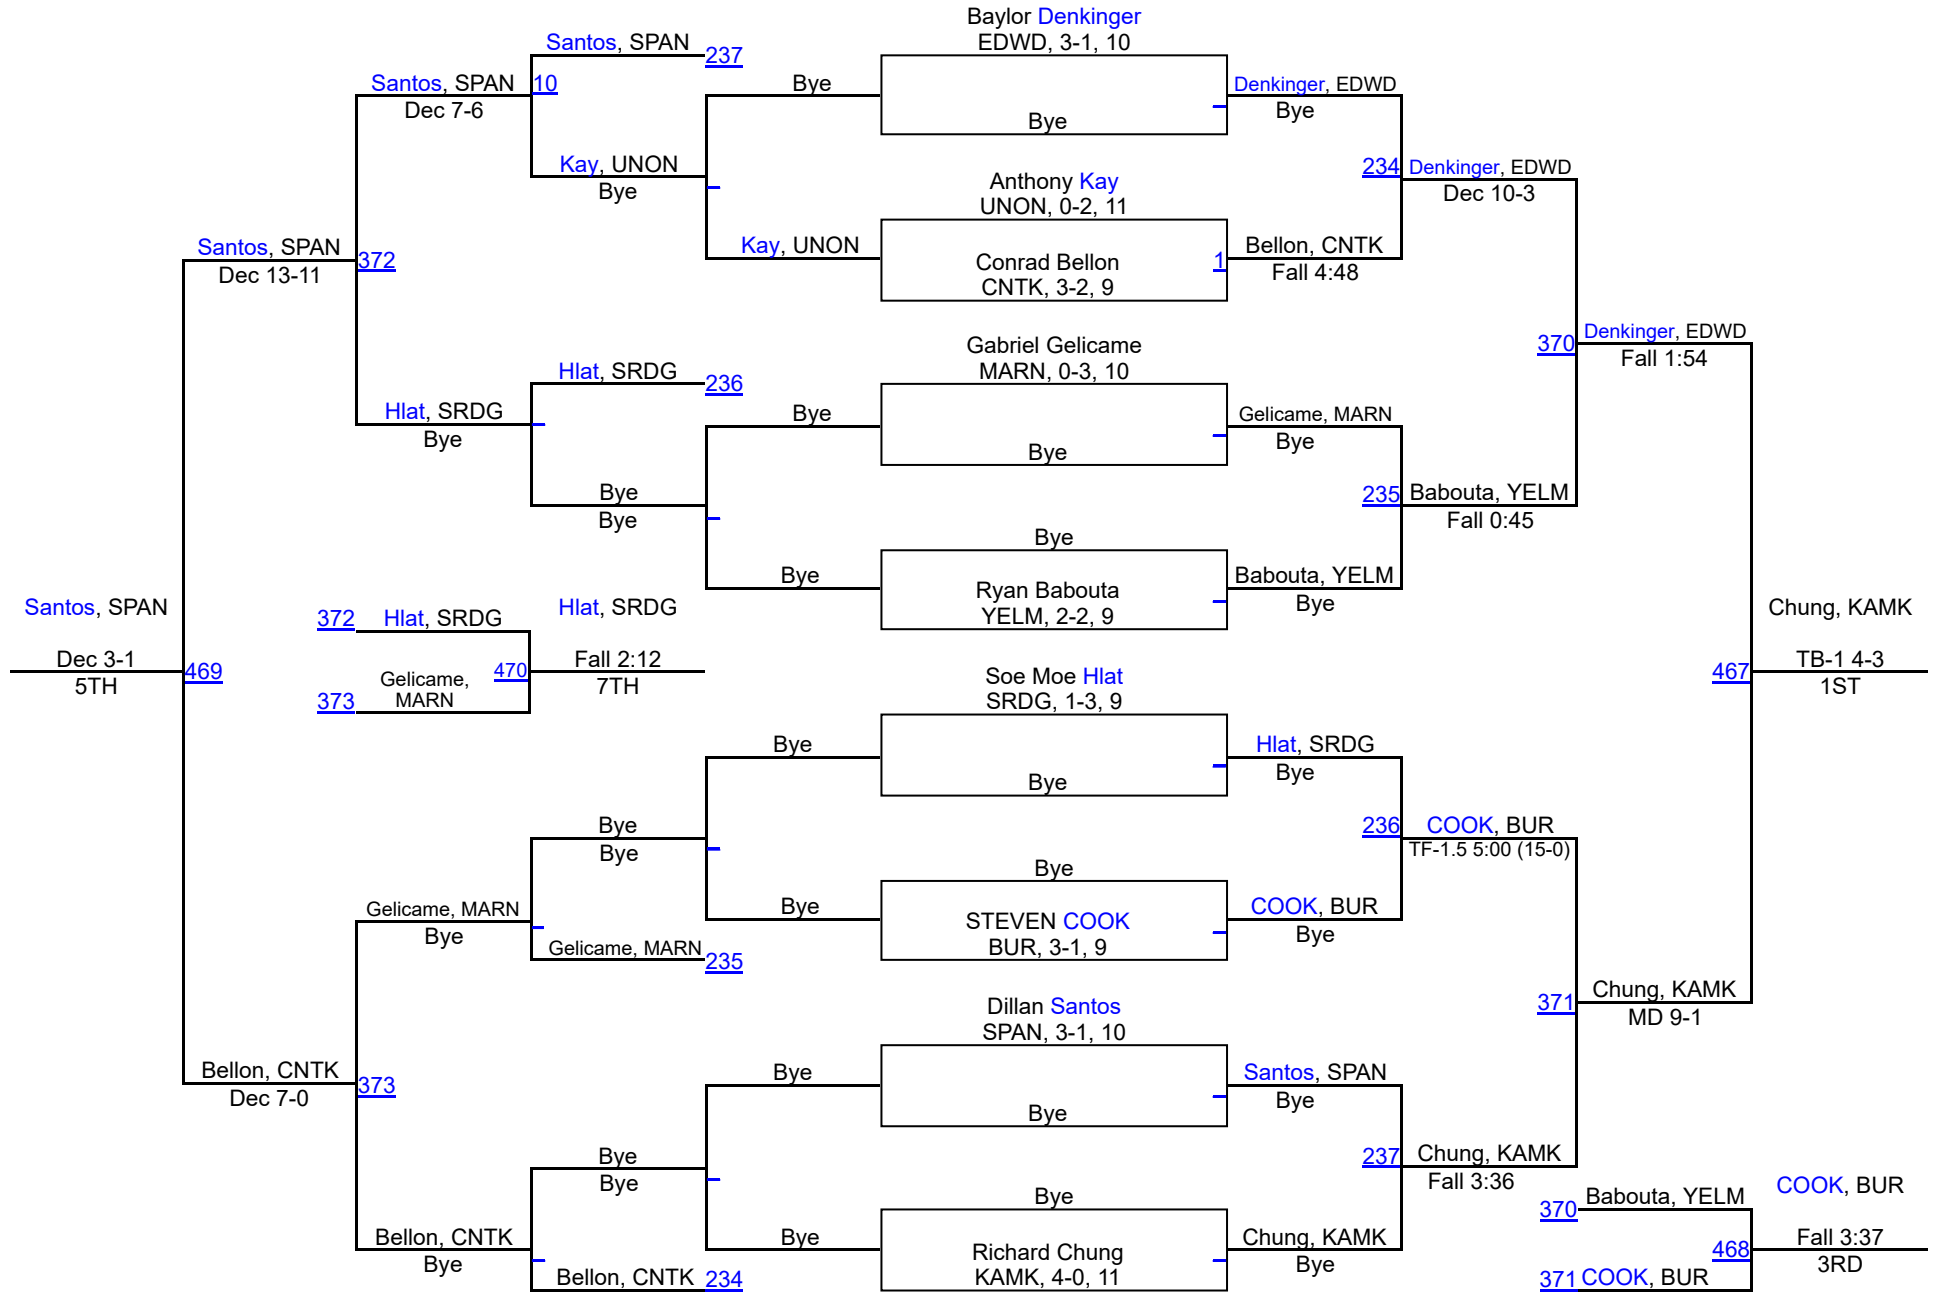 Baylor Denkinger
EDWD, 3-1, 10
Santos, SPAN
237
Santos, SPAN
10
Dec 7-6
Bye
Bye
Denkinger, EDWD
Bye
Kay, UNON
Bye
Anthony Kay
UNON, 0-2, 11
234
Denkinger, EDWD
Dec 10-3
Santos, SPAN
Dec 13-11
372
Kay, UNON
Conrad Bellon
CNTK, 3-2, 9
1
Bellon, CNTK
Fall 4:48
Gabriel Gelicame
MARN, 0-3, 10
370
Denkinger, EDWD
Fall 1:54
Hlat, SRDG
236
Hlat, SRDG
Bye
Bye
Bye
Gelicame, MARN
Bye
Bye
Bye
235
Babouta, YELM
Fall 0:45
Bye
Bye
Ryan Babouta
YELM, 2-2, 9
Babouta, YELM
Bye
Santos, SPAN
Dec 3-1
5TH
469
372
Hlat, SRDG
373
Gelicame,
MARN
470
Hlat, SRDG
Fall 2:12
7TH
Chung, KAMK
467
TB-1 4-3
1ST
Soe Moe Hlat
SRDG, 1-3, 9
Bye
Bye
Hlat, SRDG
Bye
Bye
Bye
236
COOK, BUR
TF-1.5 5:00 (15-0)
Bye
Gelicame, MARN
Bye
Bye
STEVEN COOK
BUR, 3-1, 9
COOK, BUR
Bye
Gelicame, MARN
235
Dillan Santos
SPAN, 3-1, 10
371
Chung, KAMK
MD 9-1
Bellon, CNTK
Dec 7-0
373
Bye
Bye
Santos, SPAN
Bye
Bye
Bye
237
Chung, KAMK
Fall 3:36
Bye
Bellon, CNTK
Bye
Bye
Richard Chung
KAMK, 4-0, 11
Chung, KAMK
Bye
Bellon, CNTK
234
370
Babouta, YELM
COOK, BUR
468
Fall 3:37
3RD
371
COOK, BUR